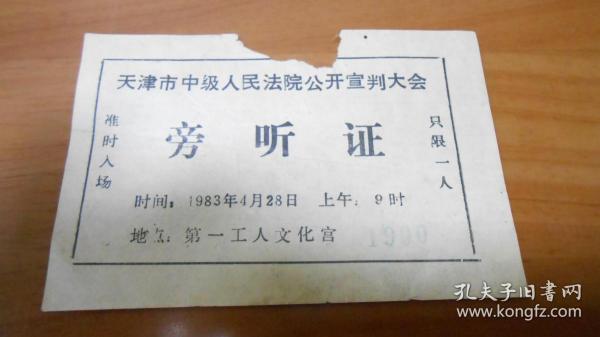 天津市中级人民法院公开宣判大会
准时入场
旁听证
只限一人
时间：1983年4月28日 上午：9时
地点：第一工人文化宫
孔夫子旧书网
www.kongfz.com